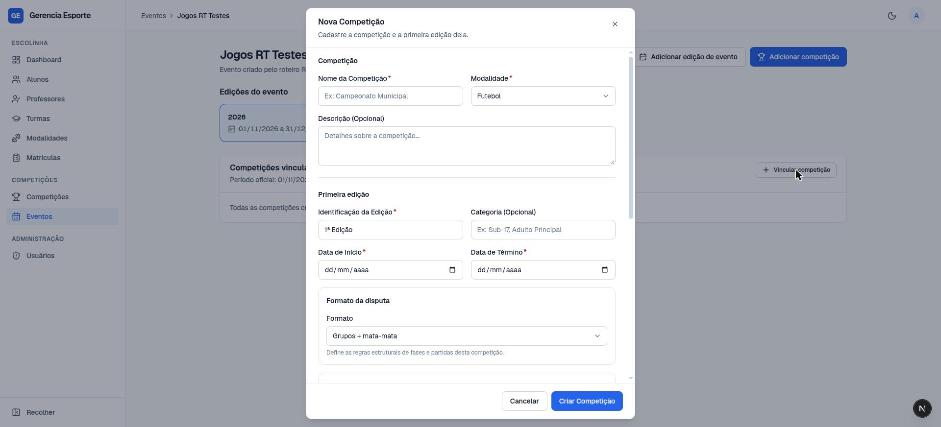 GE Gerencia Esporte
Eventos > Jogos RT Testes
A
ESCOLINHA
Dashboard
Alunos
Professores
Turmas
Modalidades
Matrículas
COMPETIÇÕES
Competições
Eventos
ADMINISTRAÇÃO
Usuários
Recolher
Jogos RT Testes
Evento criado pelo roteiro R
Adicionar edição de evento
Adicionar competição
Edições do evento
2026
01/11/2026 a 31/12
Competições vincula
Período oficial: 01/11/20
+ Vincular competição
Todas as competições
Nova Competição
Cadastre a competição e a primeira edição dela.
Competição
Nome da Competição *
Modalidade *
Ex: Campeonato Municipal
Futebol
Descrição (Opcional)
Detalhes sobre a competição...
Primeira edição
Identificação da Edição *
Categoria (Opcional)
1ª Edição
Ex: Sub-17, Adulto Principal
Data de Início *
Data de Término *
dd/mm/aaaa
dd/mm/aaaa
Formato da disputa
Formato
Grupos + mata-mata
Define as regras estruturais de fases e partidas desta competição.
Cancelar
Criar Competição
N